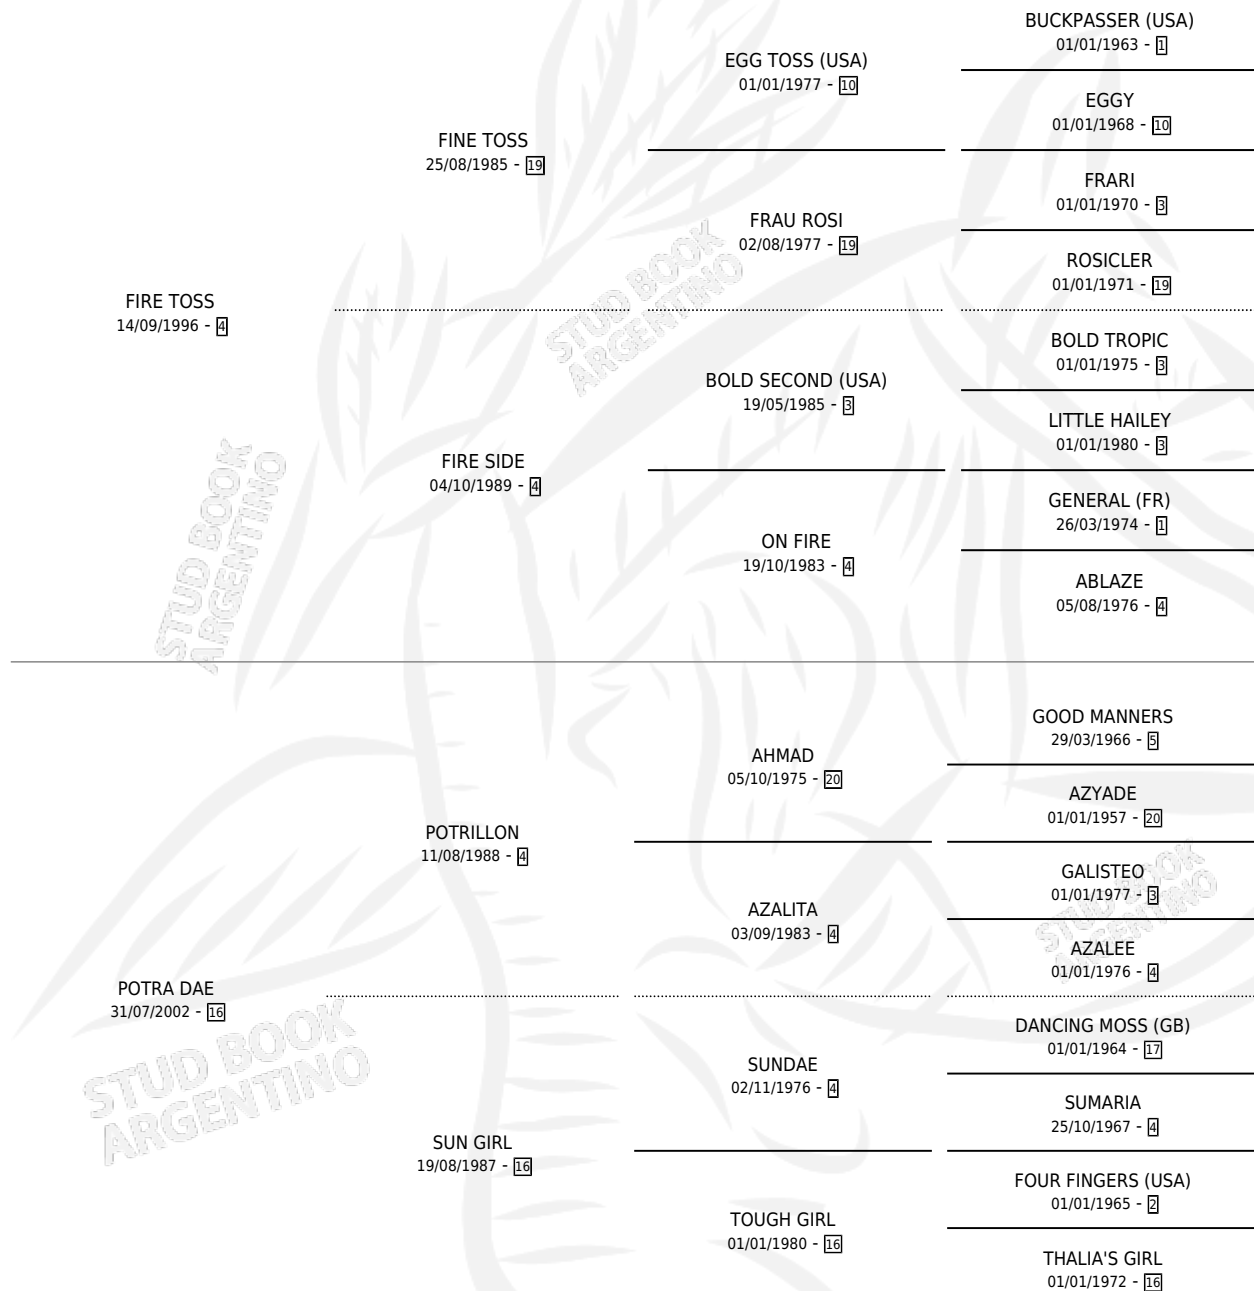 BUCKPASSER (USA)
01/01/1963 - 1
EGG TOSS (USA)
01/01/1977 - 10
EGGY
01/01/1968 - 10
FINE TOSS
25/08/1985 - 19
FRARI
01/01/1970 - 3
FRAU ROSI
02/08/1977 - 19
ROSICLER
01/01/1971 - 19
FIRE TOSS
14/09/1996 - 4
BOLD TROPIC
01/01/1975 - 3
BOLD SECOND (USA)
19/05/1985 - 3
LITTLE HAILEY
01/01/1980 - 3
FIRE SIDE
04/10/1989 - 4
GENERAL (FR)
26/03/1974 - 1
ON FIRE
19/10/1983 - 4
ABLAZE
05/08/1976 - 4
GOOD MANNERS
29/03/1966 - 5
AHMAD
05/10/1975 - 20
AZYADE
01/01/1957 - 20
POTRILLON
11/08/1988 - 4
GALISTEO
01/01/1977 - 3
AZALITA
03/09/1983 - 4
AZALEE
01/01/1976 - 4
POTRA DAE
31/07/2002 - 16
DANCING MOSS (GB)
01/01/1964 - 17
SUNDAE
02/11/1976 - 4
SUMARIA
25/10/1967 - 4
SUN GIRL
19/08/1987 - 16
FOUR FINGERS (USA)
01/01/1965 - 2
TOUGH GIRL
01/01/1980 - 16
THALIA'S GIRL
01/01/1972 - 16
STUD BOOK
ARGENTINO
STUD BOOK
ARGENTINO
STUD BOOK
ARGENTINO
STUD BOOK
ARGENTINO